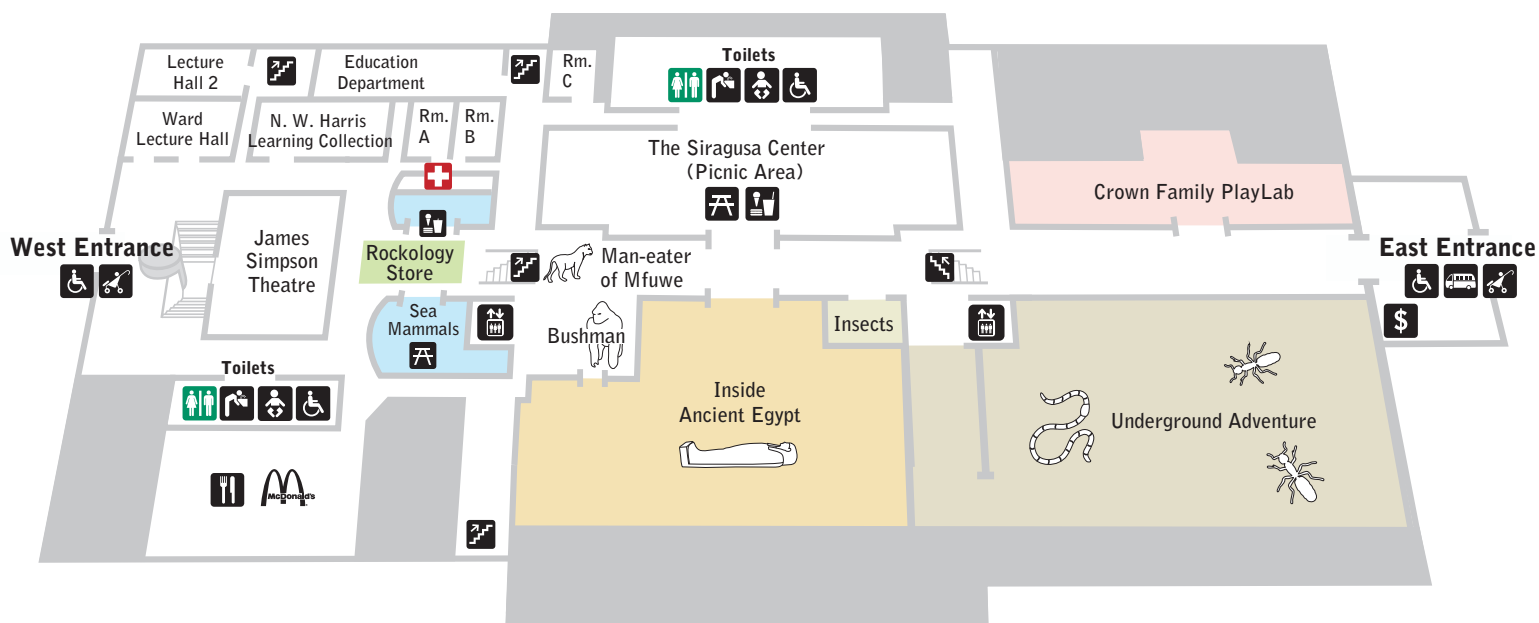 Lecture
Hall 2
Education
Department
Rm.
C
Toilets
Ward
Lecture Hall
N. W. Harris
Learning Collection
Rm.
A
Rm.
B
The Siragusa Center
(Picnic Area)
Crown Family PlayLab
West Entrance
James
Simpson
Theatre
Rockology
Store
Man-eater
of Mfuwe
East Entrance
$
Sea
Mammals
Bushman
Insects
Toilets
Inside
Ancient Egypt
Underground Adventure
McDonald's